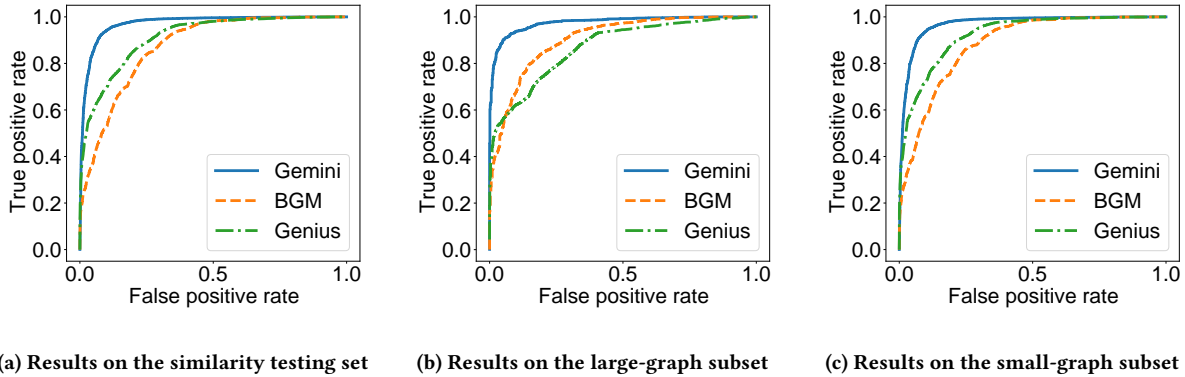 1.0
0.8
0.6
0.4
0.2
0.0
True positive rate
Gemini
BGM
Genius
0.0 0.5 1.0
False positive rate
(a) Results on the similarity testing set
1.0
0.8
0.6
0.4
0.2
0.0
True positive rate
Gemini
BGM
Genius
0.0 0.5 1.0
False positive rate
(b) Results on the large-graph subset
1.0
0.8
0.6
0.4
0.2
0.0
True positive rate
Gemini
BGM
Genius
0.0 0.5 1.0
False positive rate
(c) Results on the small-graph subset